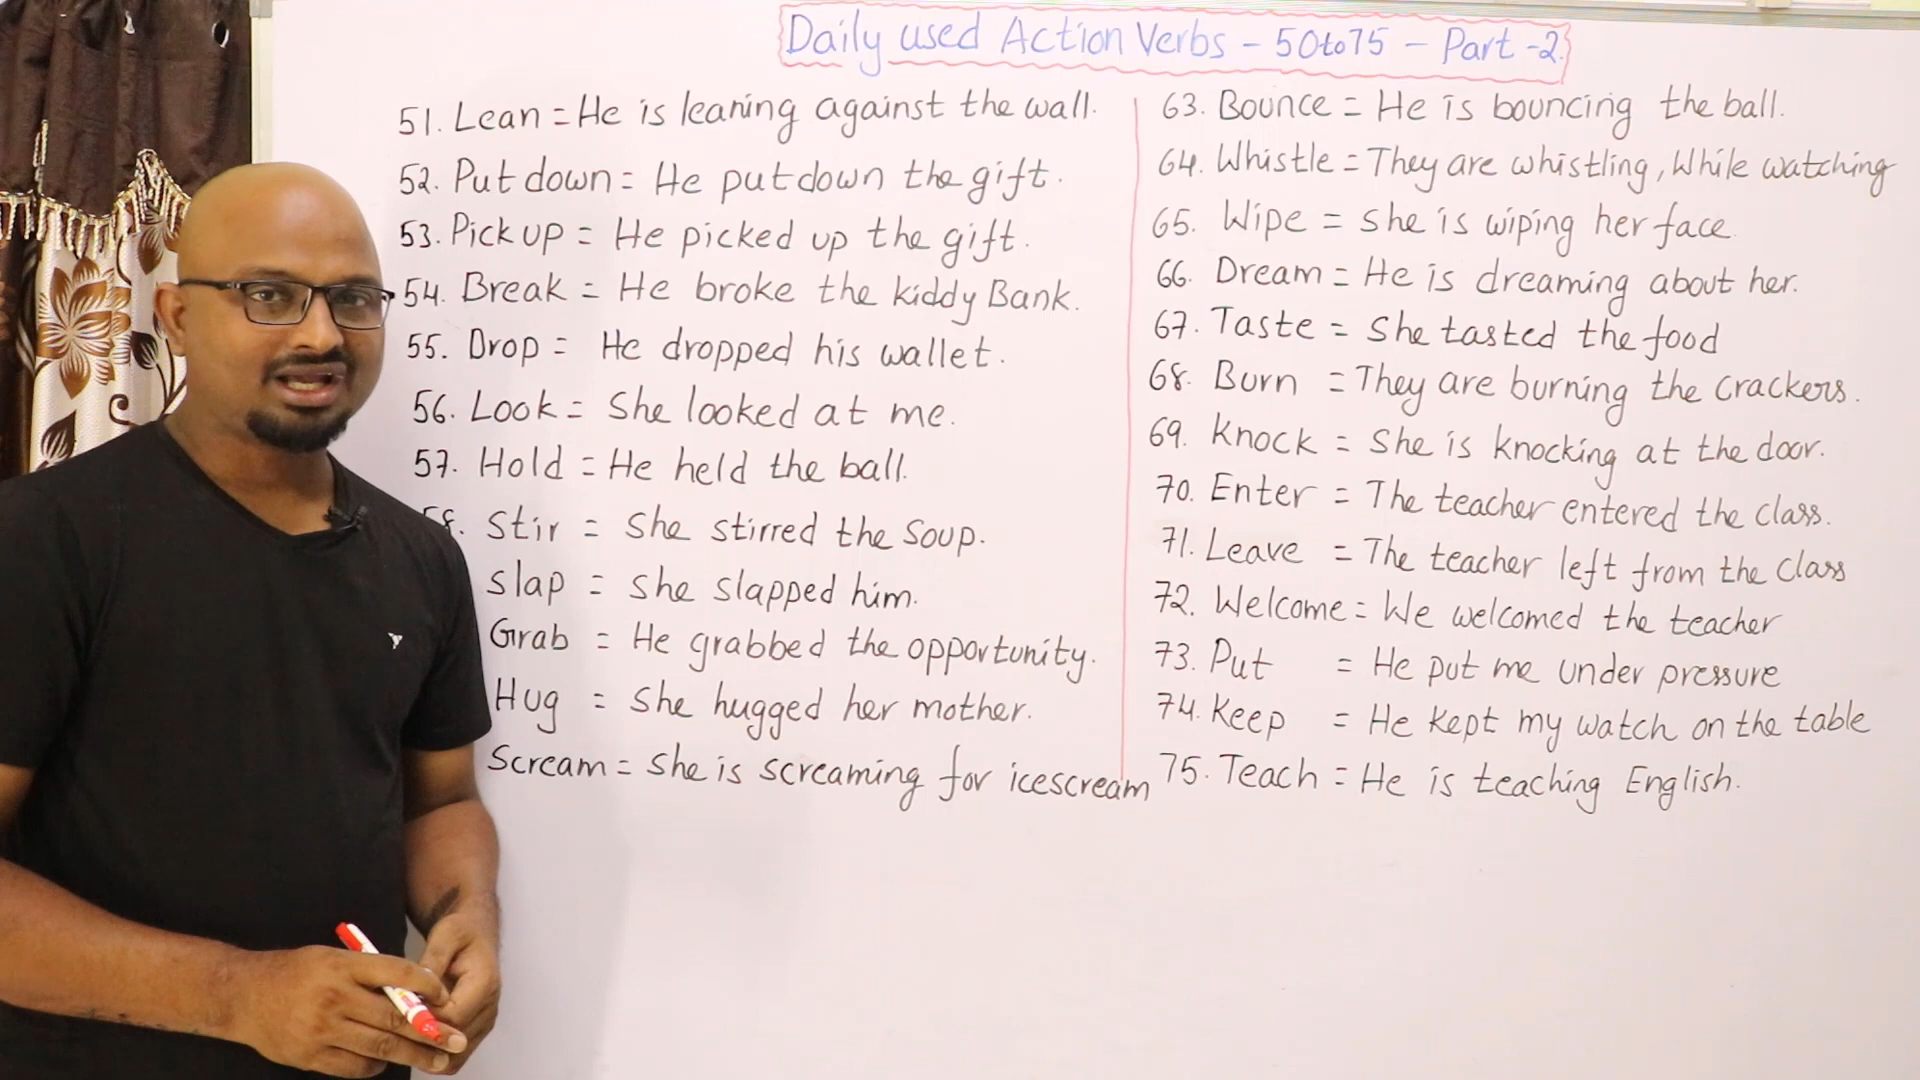 Daily used Action Verbs - 50to75 - Part -2
51. Lean = He is leaning against the wall.
52. Put down = He put down the gift.
53. Pick up = He picked up the gift.
54. Break = He broke the kiddy Bank.
55. Drop = He dropped his wallet.
56. Look = She looked at me.
57. Hold = He held the ball.
58. Stir = She stirred the Soup.
Slap = She slapped him.
Grab = He grabbed the opportunity.
Hug = She hugged her mother.
Scream = She is screaming for icescream
63. Bounce = He is bouncing the ball.
64. Whistle = They are whistling, While watching
65. Wipe = She is wiping her face
66. Dream = He is dreaming about her.
67. Taste = She tasted the food
68. Burn = They are burning the crackers.
69. Knock = She is knocking at the door.
70. Enter = The teacher entered the class.
71. Leave = The teacher left from the class
72. Welcome = We welcomed the teacher
73. Put = He put me under pressure
74. Keep = He kept my watch on the table
75. Teach = He is teaching English.